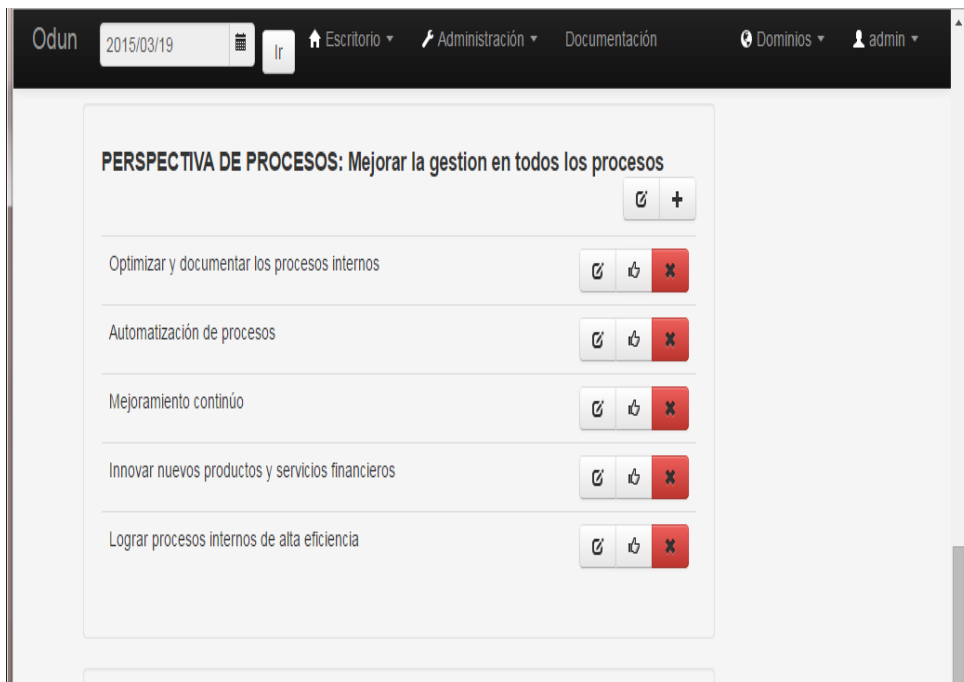 Odun 2015/03/19 Ir Escritorio Administración Documentación Dominios admin
PERSPECTIVA DE PROCESOS: Mejorar la gestion en todos los procesos
Optimizar y documentar los procesos internos
Automatización de procesos
Mejoramiento continúo
Innovar nuevos productos y servicios financieros
Lograr procesos internos de alta eficiencia